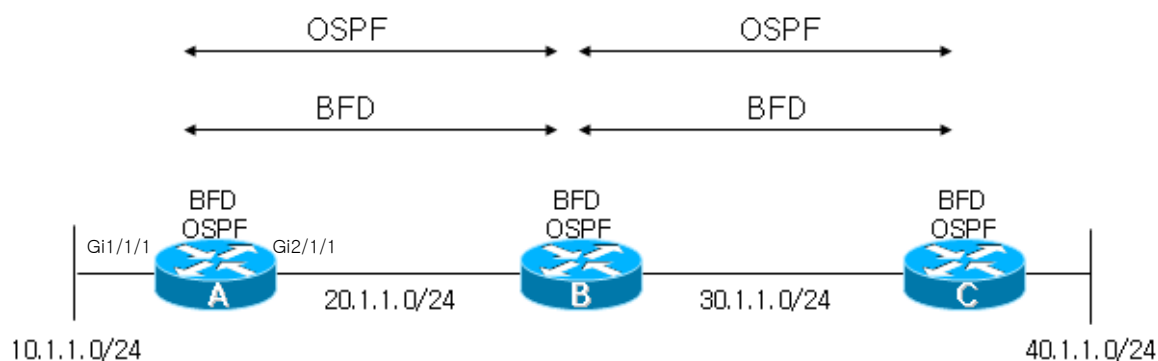 OSPF OSPF
BFD BFD
BFD BFD BFD
OSPF OSPF OSPF
Gi1/1/1 Gi2/1/1
A B C
20.1.1.0/24 30.1.1.0/24
10.1.1.0/24 40.1.1.0/24